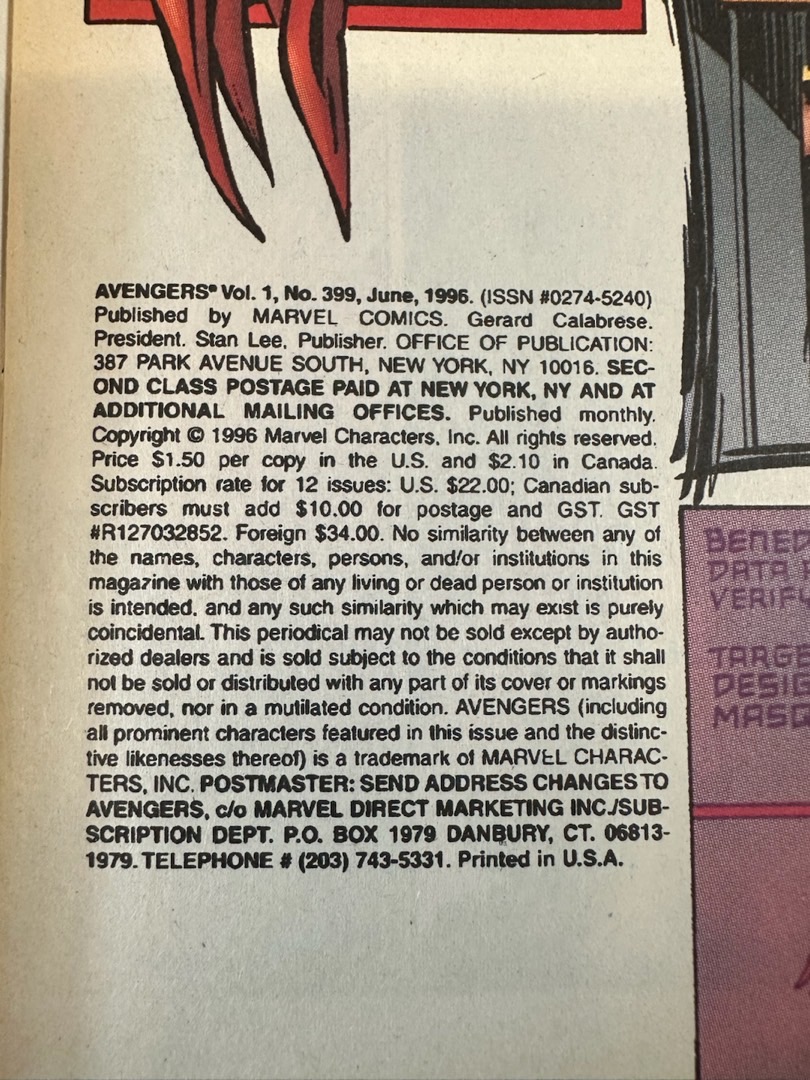 AVENGERS® Vol. 1, No. 399, June, 1996. (ISSN #0274-5240)
Published by MARVEL COMICS. Gerard Calabrese.
President. Stan Lee, Publisher. OFFICE OF PUBLICATION:
387 PARK AVENUE SOUTH, NEW YORK, NY 10016. SEC-
OND CLASS POSTAGE PAID AT NEW YORK, NY AND AT
ADDITIONAL MAILING OFFICES. Published monthly.
Copyright © 1996 Marvel Characters, Inc. All rights reserved.
Price $1.50 per copy in the U.S. and $2.10 in Canada.
Subscription rate for 12 issues: U.S. $22.00; Canadian sub-
scribers must add $10.00 for postage and GST. GST
#R127032852. Foreign $34.00. No similarity between any of
the names, characters, persons, and/or institutions in this
magazine with those of any living or dead person or institution
is intended, and any such similarity which may exist is purely
coincidental. This periodical may not be sold except by autho-
rized dealers and is sold subject to the conditions that it shall
not be sold or distributed with any part of its cover or markings
removed, nor in a mutilated condition. AVENGERS (including
all prominent characters featured in this issue and the distinc-
tive likenesses thereof) is a trademark of MARVEL CHARAC-
TERS, INC. POSTMASTER: SEND ADDRESS CHANGES TO
AVENGERS, c/o MARVEL DIRECT MARKETING INC./SUB-
SCRIPTION DEPT. P.O. BOX 1979 DANBURY, CT. 06813-
1979. TELEPHONE # (203) 743-5331. Printed in U.S.A.
DATA